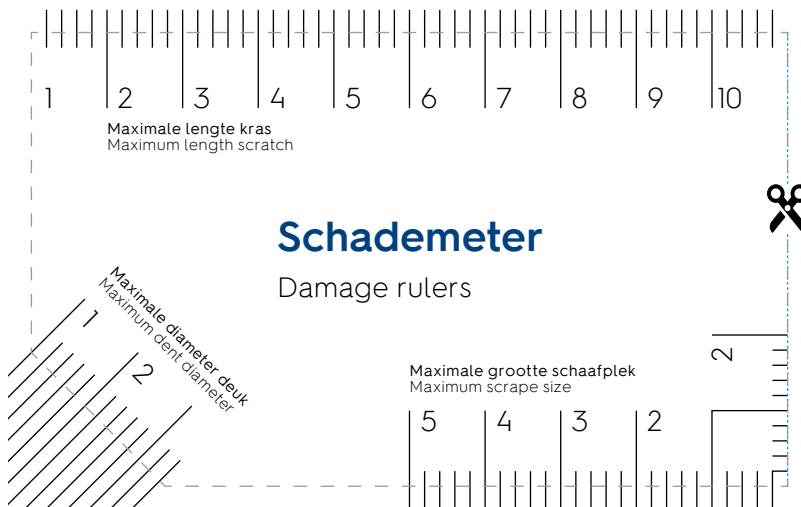 1 2 3 4 5 6 7 8 9 10
Maximale lengte kras
Maximum length scratch
Schademeter
Damage rulers
Maximale diameter deuk
Maximum dent diameter
1 2
Maximale grootte schaafplek
Maximum scrape size
5 4 3 2
2